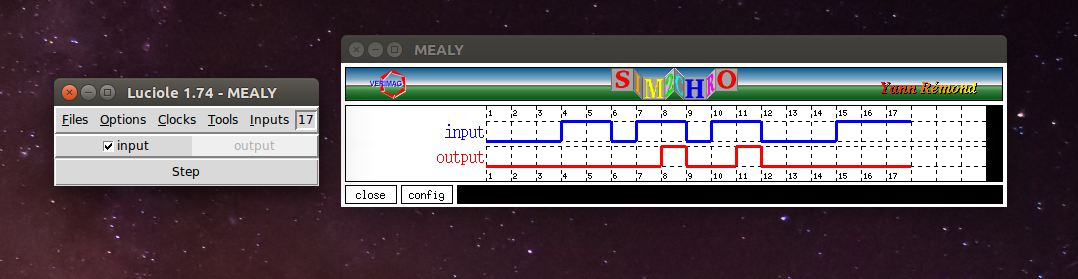 Luciole 1.74 - MEALY
Files Options Clocks Tools Inputs 17
input output
Step
MEALY
VERIMAG SIM2CHRO Yann Rémond
1 2 3 4 5 6 7 8 9 10 11 12 13 14 15 16 17
input
output
1 2 3 4 5 6 7 8 9 10 11 12 13 14 15 16 17
close config